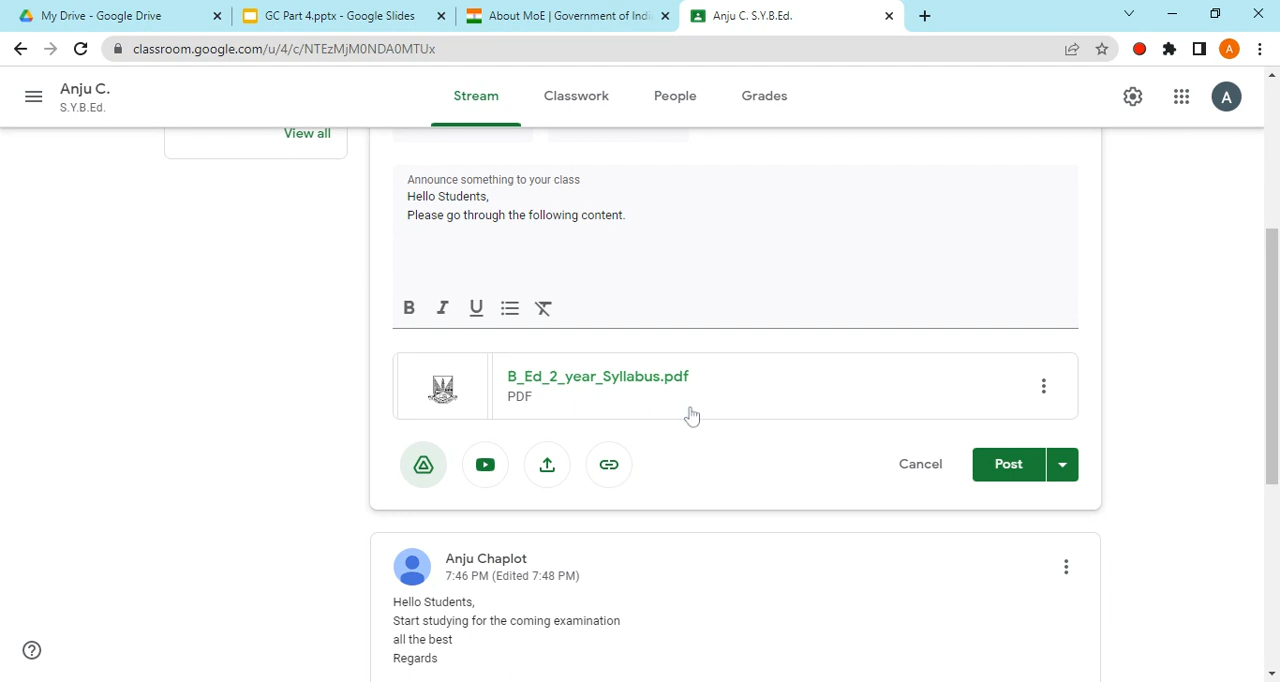 My Drive - Google Drive
GC Part 4.pptx - Google Slides
About MoE | Government of Indi
Anju C. S.Y.B.Ed.
classroom.google.com/u/4/c/NTEzMjM0NDA0MTUx
A
Anju C.
S.Y.B.Ed.
Stream
Classwork
People
Grades
A
View all
Announce something to your class
Hello Students,
Please go through the following content.
B I U
B_Ed_2_year_Syllabus.pdf
PDF
Cancel
Post
Anju Chaplot
7:46 PM (Edited 7:48 PM)
Hello Students,
Start studying for the coming examination
all the best
Regards